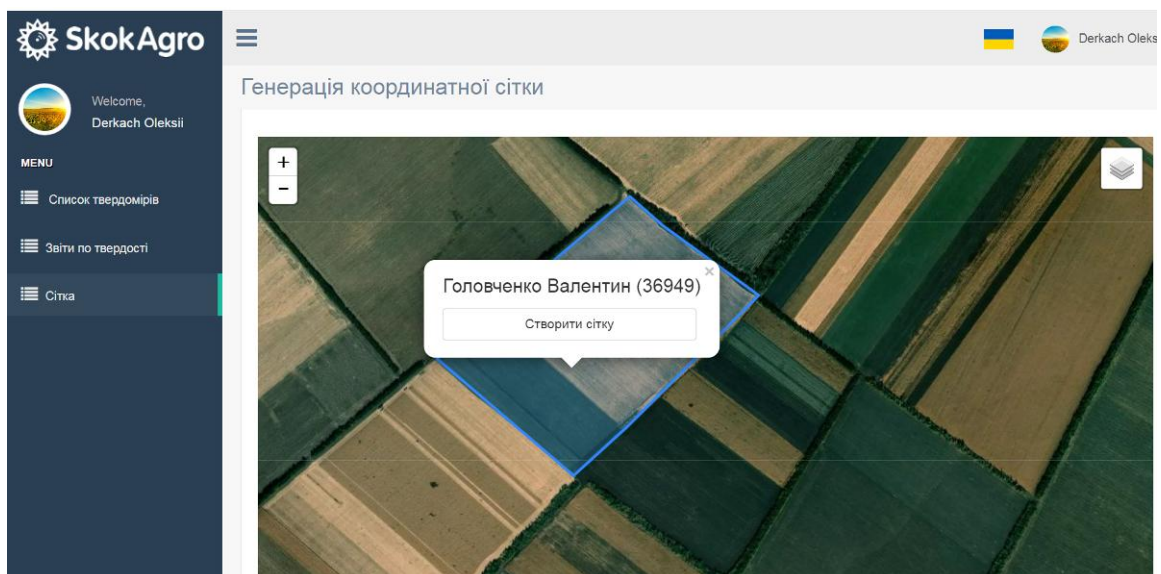 SkokAgro
Derkach Oleks
Welcome,
Derkach Oleksii
MENU
Список твердомірів
Звіти по твердості
Сітка
Генерація координатної сітки
+
−
Головченко Валентин (36949)
×
Створити сітку